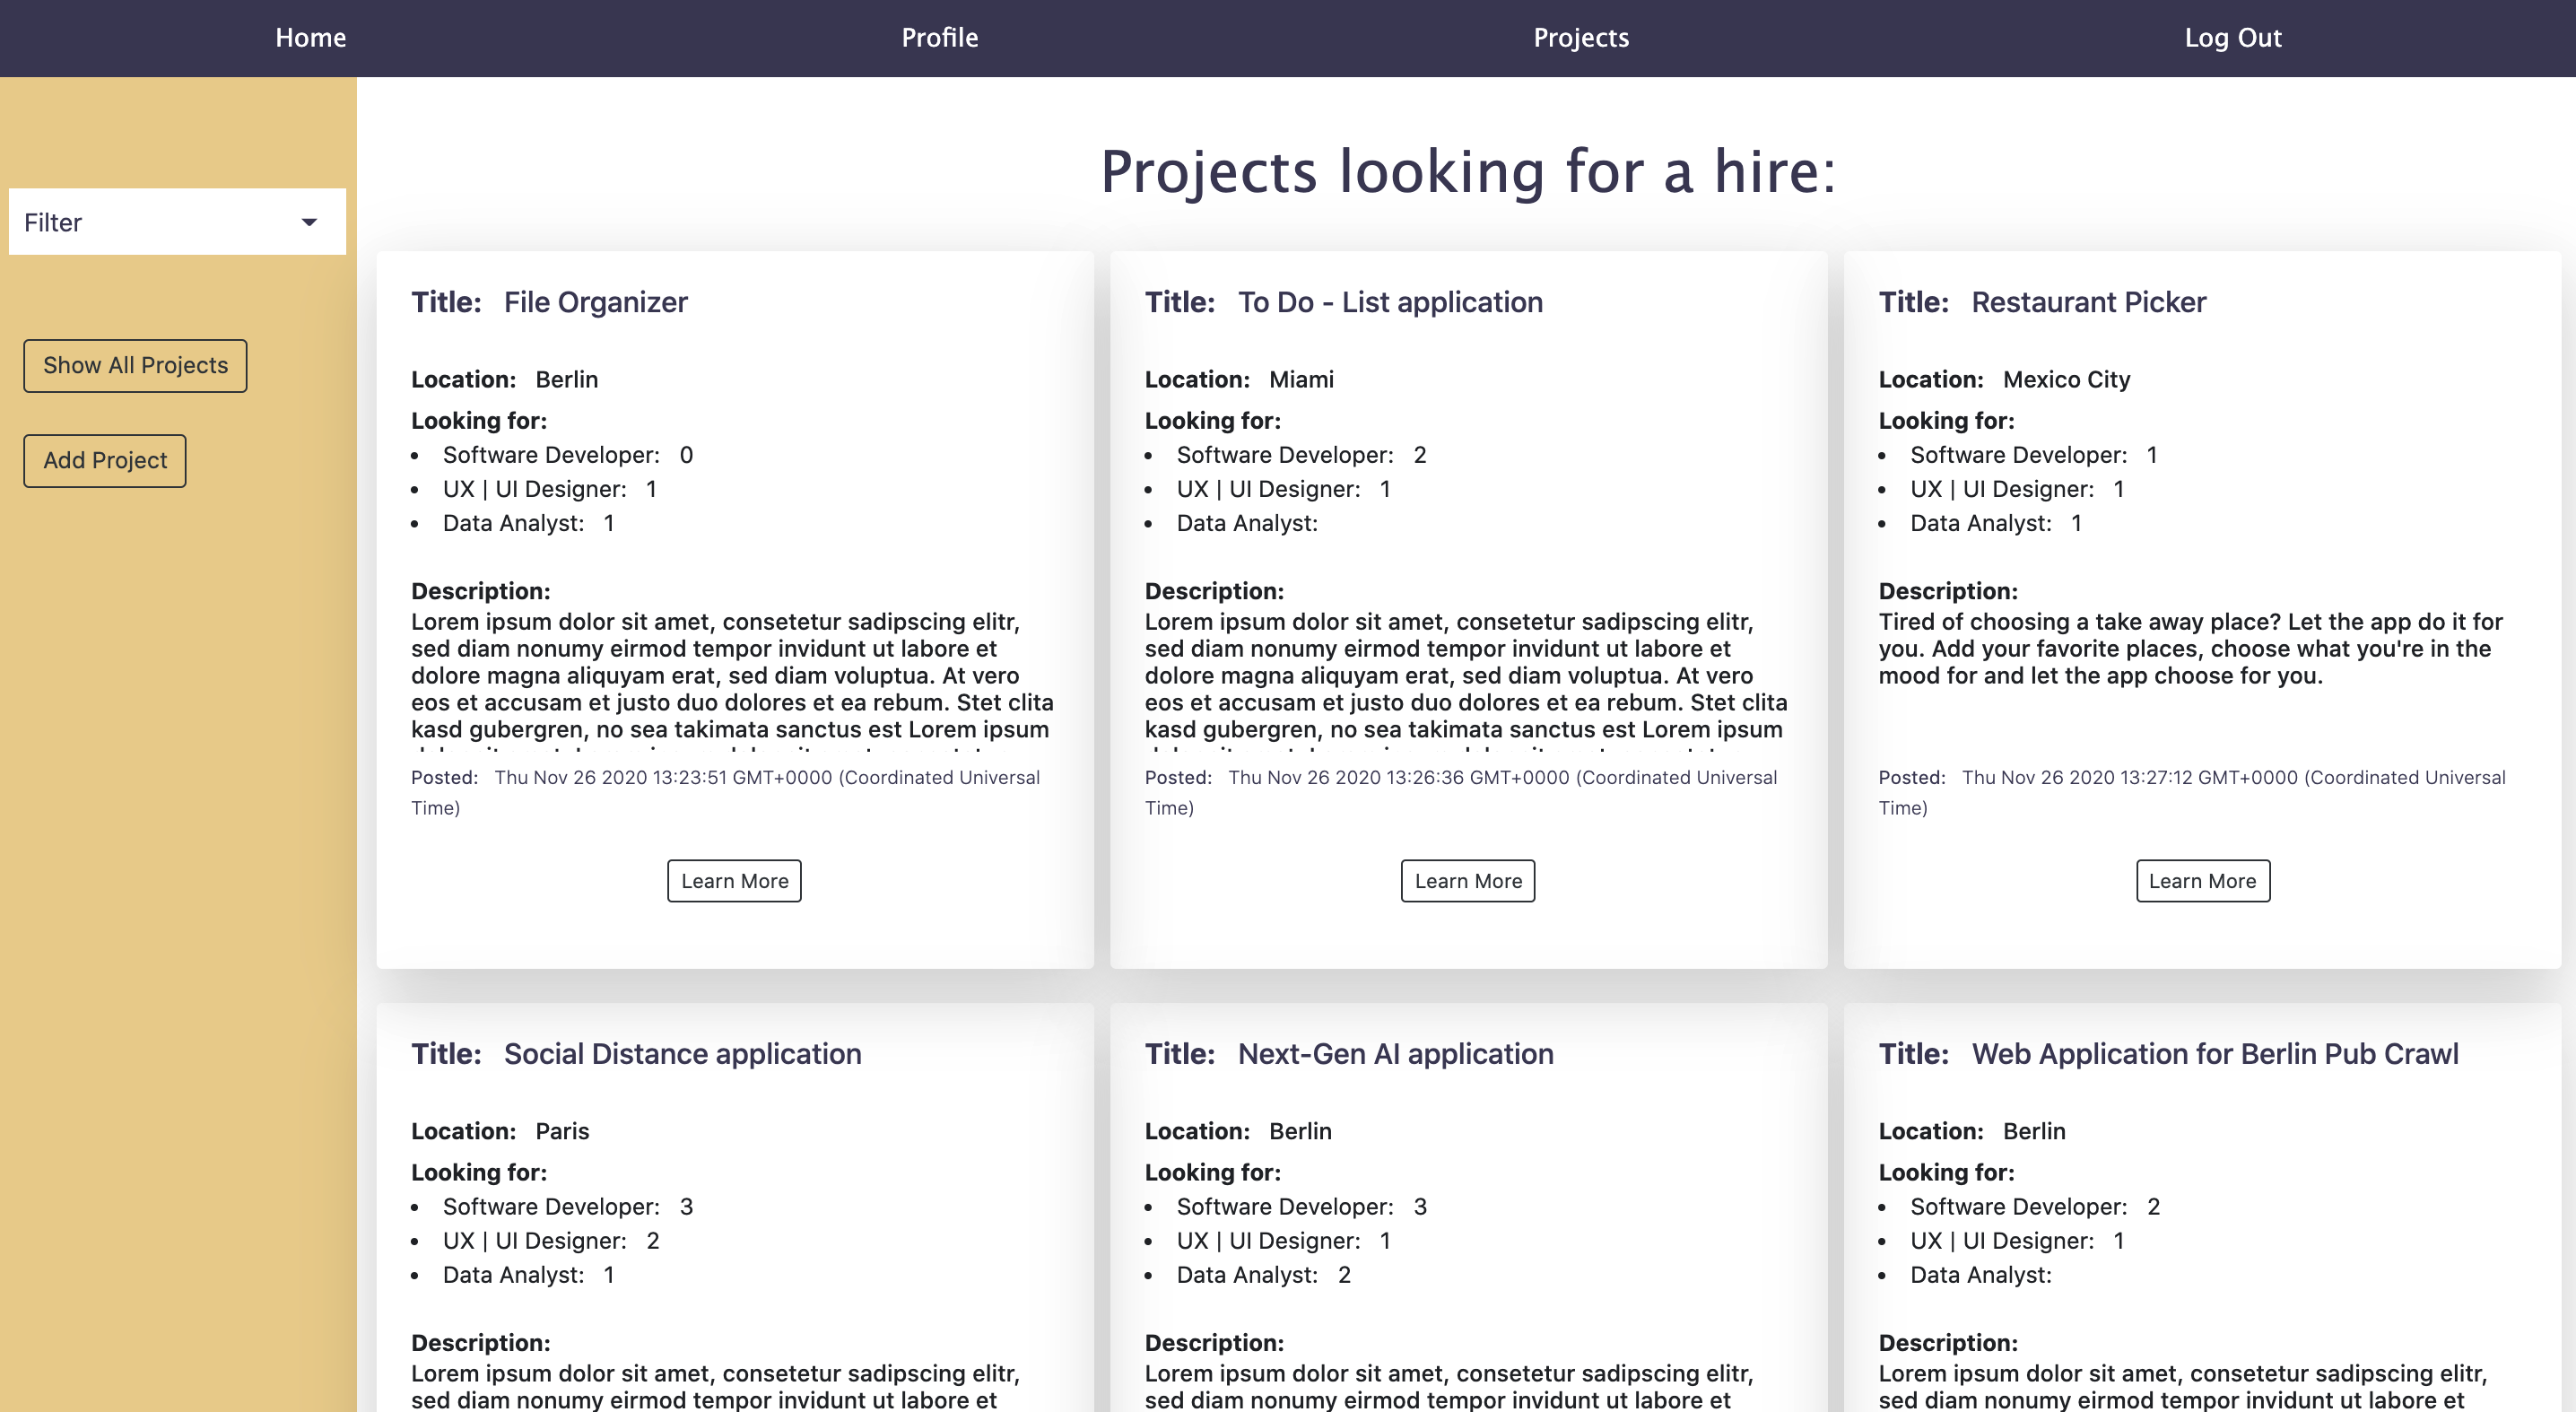 Home Profile Projects Log Out
Projects looking for a hire:
Filter
Show All Projects
Add Project
Title: File Organizer
Location: Berlin
Looking for:
• Software Developer: 0
• UX | UI Designer: 1
• Data Analyst: 1
Description:
Lorem ipsum dolor sit amet, consetetur sadipscing elitr,
sed diam nonumy eirmod tempor invidunt ut labore et
dolore magna aliquyam erat, sed diam voluptua. At vero
eos et accusam et justo duo dolores et ea rebum. Stet clita
kasd gubergren, no sea takimata sanctus est Lorem ipsum
Posted: Thu Nov 26 2020 13:23:51 GMT+0000 (Coordinated Universal
Time)
Learn More
Title: To Do - List application
Location: Miami
Looking for:
• Software Developer: 2
• UX | UI Designer: 1
• Data Analyst:
Description:
Lorem ipsum dolor sit amet, consetetur sadipscing elitr,
sed diam nonumy eirmod tempor invidunt ut labore et
dolore magna aliquyam erat, sed diam voluptua. At vero
eos et accusam et justo duo dolores et ea rebum. Stet clita
kasd gubergren, no sea takimata sanctus est Lorem ipsum
Posted: Thu Nov 26 2020 13:26:36 GMT+0000 (Coordinated Universal
Time)
Learn More
Title: Restaurant Picker
Location: Mexico City
Looking for:
• Software Developer: 1
• UX | UI Designer: 1
• Data Analyst: 1
Description:
Tired of choosing a take away place? Let the app do it for
you. Add your favorite places, choose what you're in the
mood for and let the app choose for you.
Posted: Thu Nov 26 2020 13:27:12 GMT+0000 (Coordinated Universal
Time)
Learn More
Title: Social Distance application
Location: Paris
Looking for:
• Software Developer: 3
• UX | UI Designer: 2
• Data Analyst: 1
Description:
Lorem ipsum dolor sit amet, consetetur sadipscing elitr,
sed diam nonumy eirmod tempor invidunt ut labore et
Title: Next-Gen AI application
Location: Berlin
Looking for:
• Software Developer: 3
• UX | UI Designer: 1
• Data Analyst: 2
Description:
Lorem ipsum dolor sit amet, consetetur sadipscing elitr,
sed diam nonumy eirmod tempor invidunt ut labore et
Title: Web Application for Berlin Pub Crawl
Location: Berlin
Looking for:
• Software Developer: 2
• UX | UI Designer: 1
• Data Analyst:
Description:
Lorem ipsum dolor sit amet, consetetur sadipscing elitr,
sed diam nonumy eirmod tempor invidunt ut labore et